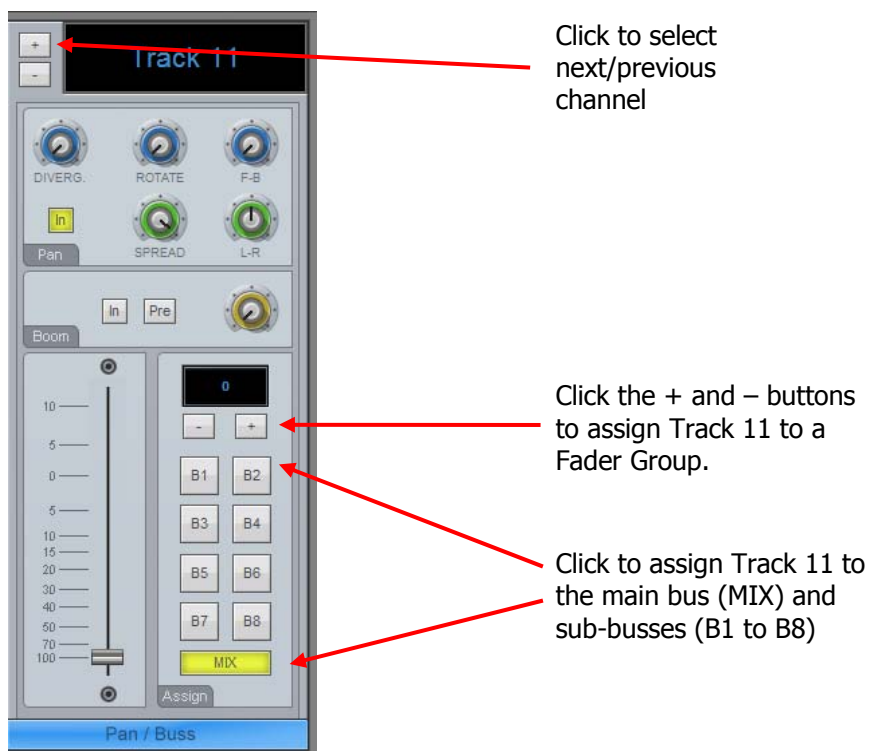 +
-
Track 11
Click to select
next/previous
channel
DIVERG. ROTATE F-B
In
SPREAD L-R
Pan
In Pre
Boom
0
- +
10
5
0
5
10
15
20
30
40
50
70
100
B1 B2
B3 B4
B5 B6
B7 B8
MIX
Assign
Pan / Buss
Click the + and – buttons
to assign Track 11 to a
Fader Group.
Click to assign Track 11 to
the main bus (MIX) and
sub-busses (B1 to B8)